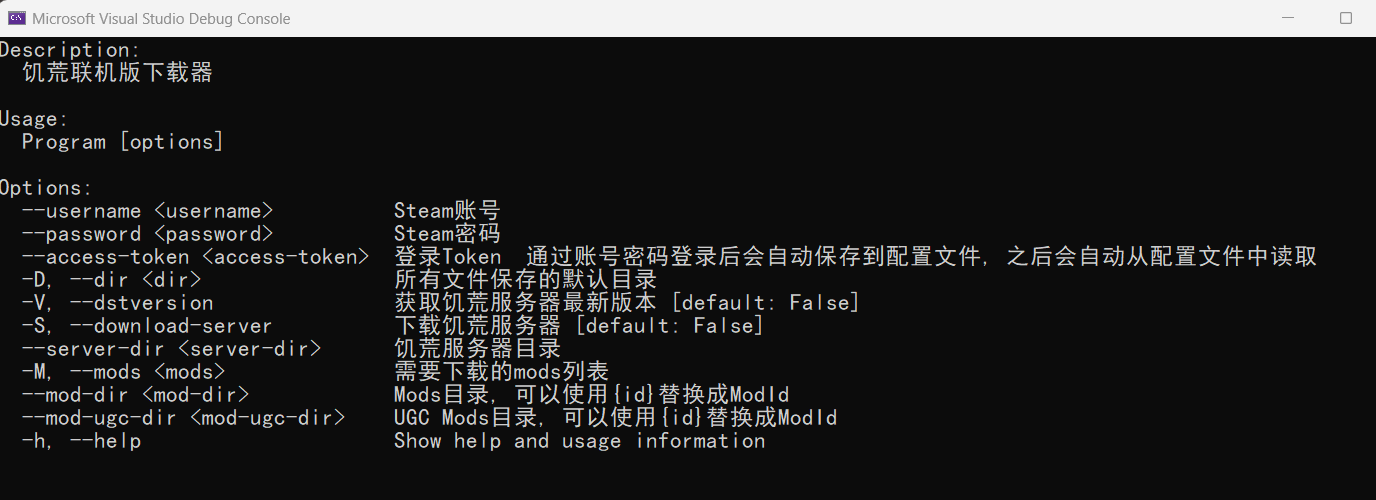 Microsoft Visual Studio Debug Console
Description:
  饥荒联机版下载器
Usage:
  Program [options]
Options:
  --username <username>          Steam账号
  --password <password>          Steam密码
  --access-token <access-token>  登录Token  通过账号密码登录后会自动保存到配置文件, 之后会自动从配置文件中读取
  -D, --dir <dir>                所有文件保存的默认目录
  -V, --dstversion               获取饥荒服务器最新版本 [default: False]
  -S, --download-server          下载饥荒服务器 [default: False]
  --server-dir <server-dir>      饥荒服务器目录
  -M, --mods <mods>              需要下载的mods列表
  --mod-dir <mod-dir>            Mods目录, 可以使用{id}替换成ModId
  --mod-ugc-dir <mod-ugc-dir>    UGC Mods目录, 可以使用{id}替换成ModId
  -h, --help                     Show help and usage information